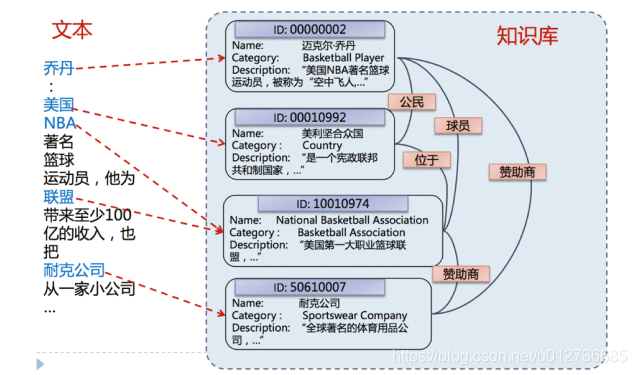 文本
知识库
乔丹
:
美国
NBA
著名
篮球
运动员，他为
联盟
带来至少100
亿的收入，也
把
耐克公司
从一家小公司
...
ID: 00000002
Name: 迈克尔·乔丹
Category: Basketball Player
Description: “美国NBA著名篮球
运动员，被称为“空中飞人...”
ID: 00010992
Name: 美利坚合众国
Category : Country
Description: “是一个宪政联邦
共和制国家，...”
ID: 10010974
Name: National Basketball Association
Category : Basketball Association
Description: “美国第一大职业篮球联
盟，...”
ID: 50610007
Name: 耐克公司
Category : Sportswear Company
Description: “全球著名的体育用品公
司，...”
公民
球员
位于
赞助商
赞助商
https://blog.csdn.net/u012736685